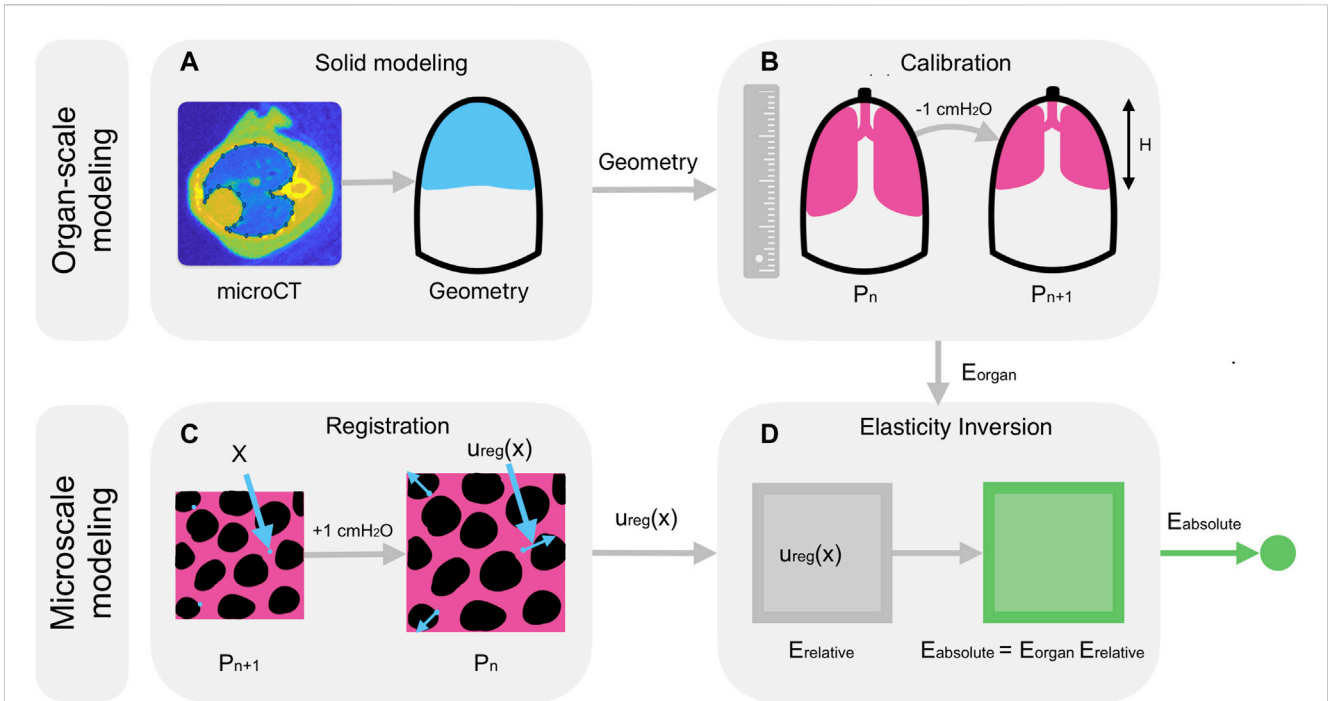 Organ-scale
modeling
A
Solid modeling
microCT
Geometry
Geometry
B
Calibration
-1 cmH₂O
H
Pn
Pn+1
Eorgan
Microscale
modeling
C
Registration
X
ureg(x)
+1 cmH₂O
Pn+1
Pn
ureg(x)
D
Elasticity Inversion
ureg(x)
Erelative
Eabsolute = Eorgan Erelative
Eabsolute